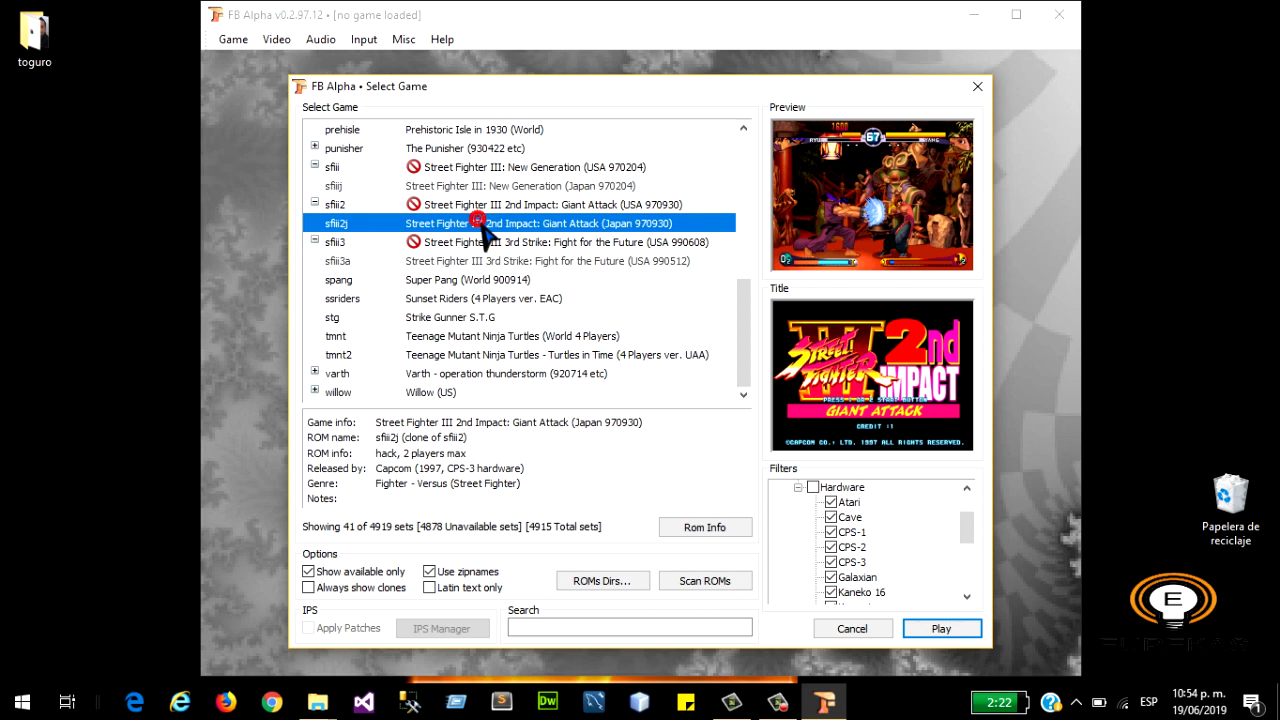 FB Alpha v0.2.97.12 • [no game loaded]
toguro
Game Video Audio Input Misc Help
FB Alpha • Select Game
Select Game
prehisle Prehistoric Isle in 1930 (World)
punisher The Punisher (930422 etc)
sfiii Street Fighter III: New Generation (USA 970204)
sfiiij Street Fighter III: New Generation (Japan 970204)
sfiii2 Street Fighter III 2nd Impact: Giant Attack (USA 970930)
sfiii2j Street Fighter 2nd Impact: Giant Attack (Japan 970930)
sfiii3 Street Fighter III 3rd Strike: Fight for the Future (USA 990608)
sfiii3a Street Fighter III 3rd Strike: Fight for the Future (USA 990512)
spang Super Pang (World 900914)
ssriders Sunset Riders (4 Players ver. EAC)
stg Strike Gunner S.T.G
tmnt Teenage Mutant Ninja Turtles (World 4 Players)
tmnt2 Teenage Mutant Ninja Turtles - Turtles in Time (4 Players ver. UAA)
varth Varth - operation thunderstorm (920714 etc)
willow Willow (US)
Game info: Street Fighter III 2nd Impact: Giant Attack (Japan 970930)
ROM name: sfiii2j (clone of sfiii2)
ROM info: hack, 2 players max
Released by: Capcom (1997, CPS-3 hardware)
Genre: Fighter - Versus (Street Fighter)
Notes:
Showing 41 of 4919 sets [4878 Unavailable sets] [4915 Total sets]
Rom Info
Options
Show available only Use zipnames
Always show clones Latin text only
ROMs Dirs... Scan ROMs
IPS
Apply Patches IPS Manager
Search
Preview
67
RYU
Title
STREET FIGHTER III 2nd IMPACT
GIANT ATTACK
PRESS 1 OR 2 START BUTTON
CREDIT :1
©CAPCOM CO., LTD. 1997 ALL RIGHTS RESERVED.
Filters
Hardware
Atari
Cave
CPS-1
CPS-2
CPS-3
Galaxian
Kaneko 16
Cancel Play
Papelera de
reciclaje
E
Dw
S
2:22
ESP
10:54 p. m.
19/06/2019
1